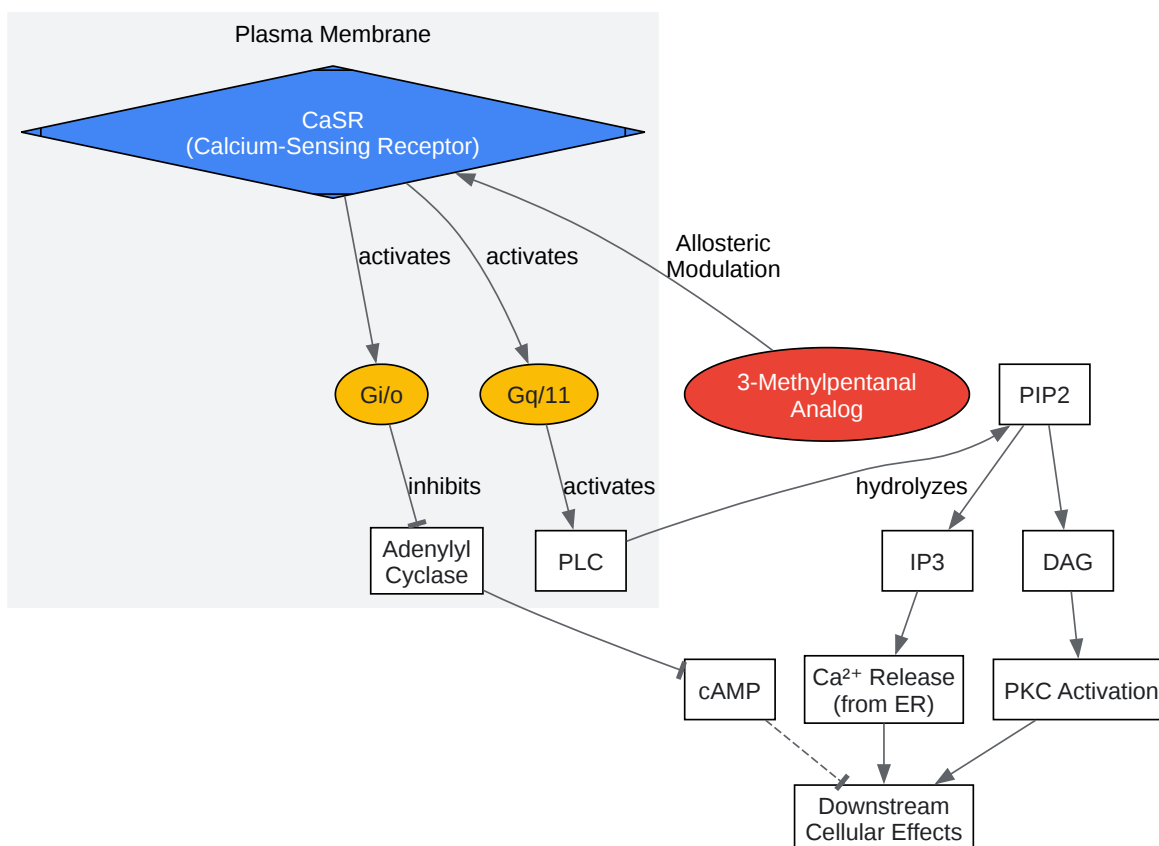 Plasma Membrane
CaSR
(Calcium-Sensing Receptor)
activates
activates
Allosteric
Modulation
Gi/o
Gq/11
3-Methylpentanal
Analog
PIP2
inhibits
activates
hydrolyzes
Adenylyl
Cyclase
PLC
IP3
DAG
cAMP
Ca²⁺ Release
(from ER)
PKC Activation
Downstream
Cellular Effects